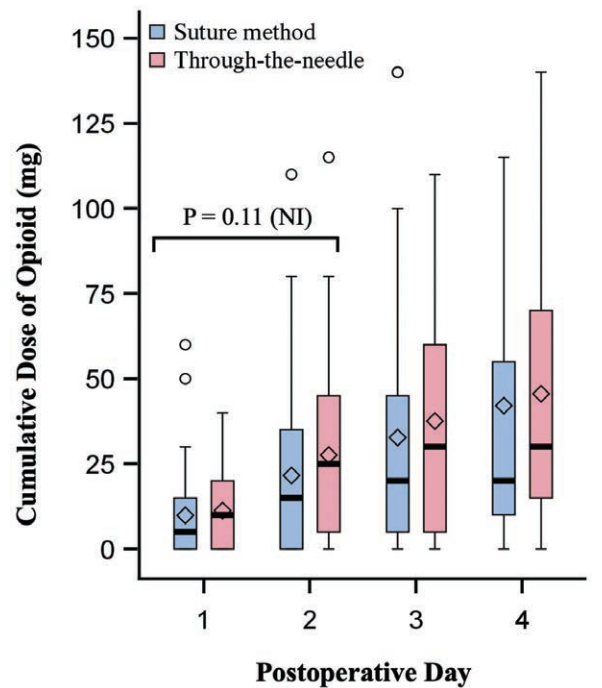 Suture method
Through-the-needle
P = 0.11 (NI)
Cumulative Dose of Opioid (mg)
150
125
100
75
50
25
0
1 2 3 4
Postoperative Day